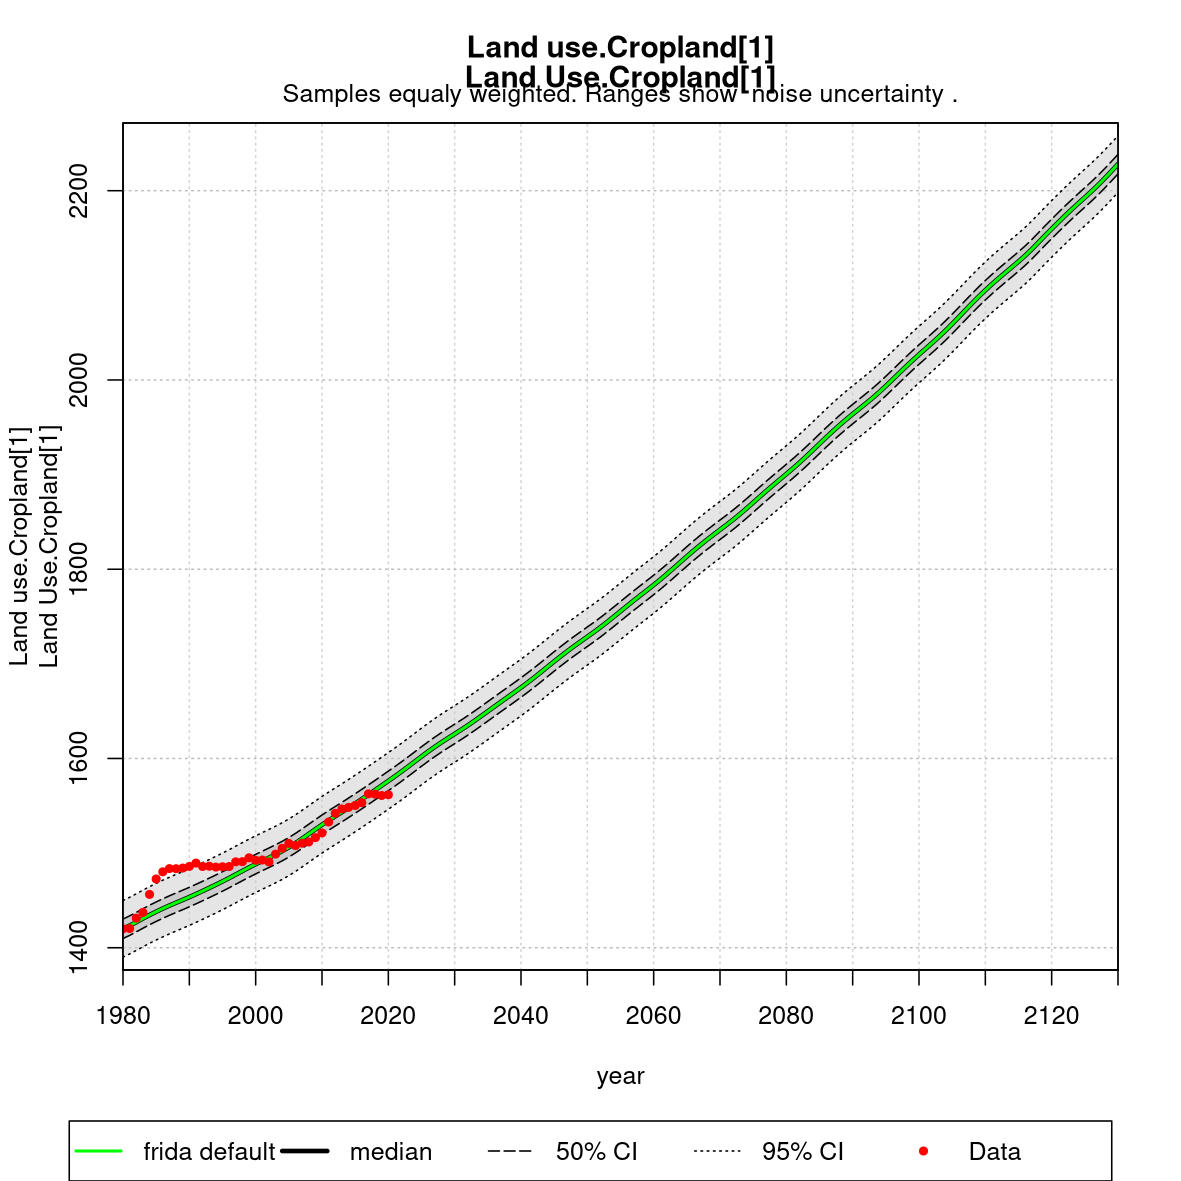 Land use.Cropland[1]
Land Use.Cropland[1]
Samples equaly weighted. Ranges show  noise uncertainty .
Land use.Cropland[1]
Land Use.Cropland[1]
2200
2000
1800
1600
1400
1980 2000 2020 2040 2060 2080 2100 2120
year
frida default median 50% CI 95% CI Data